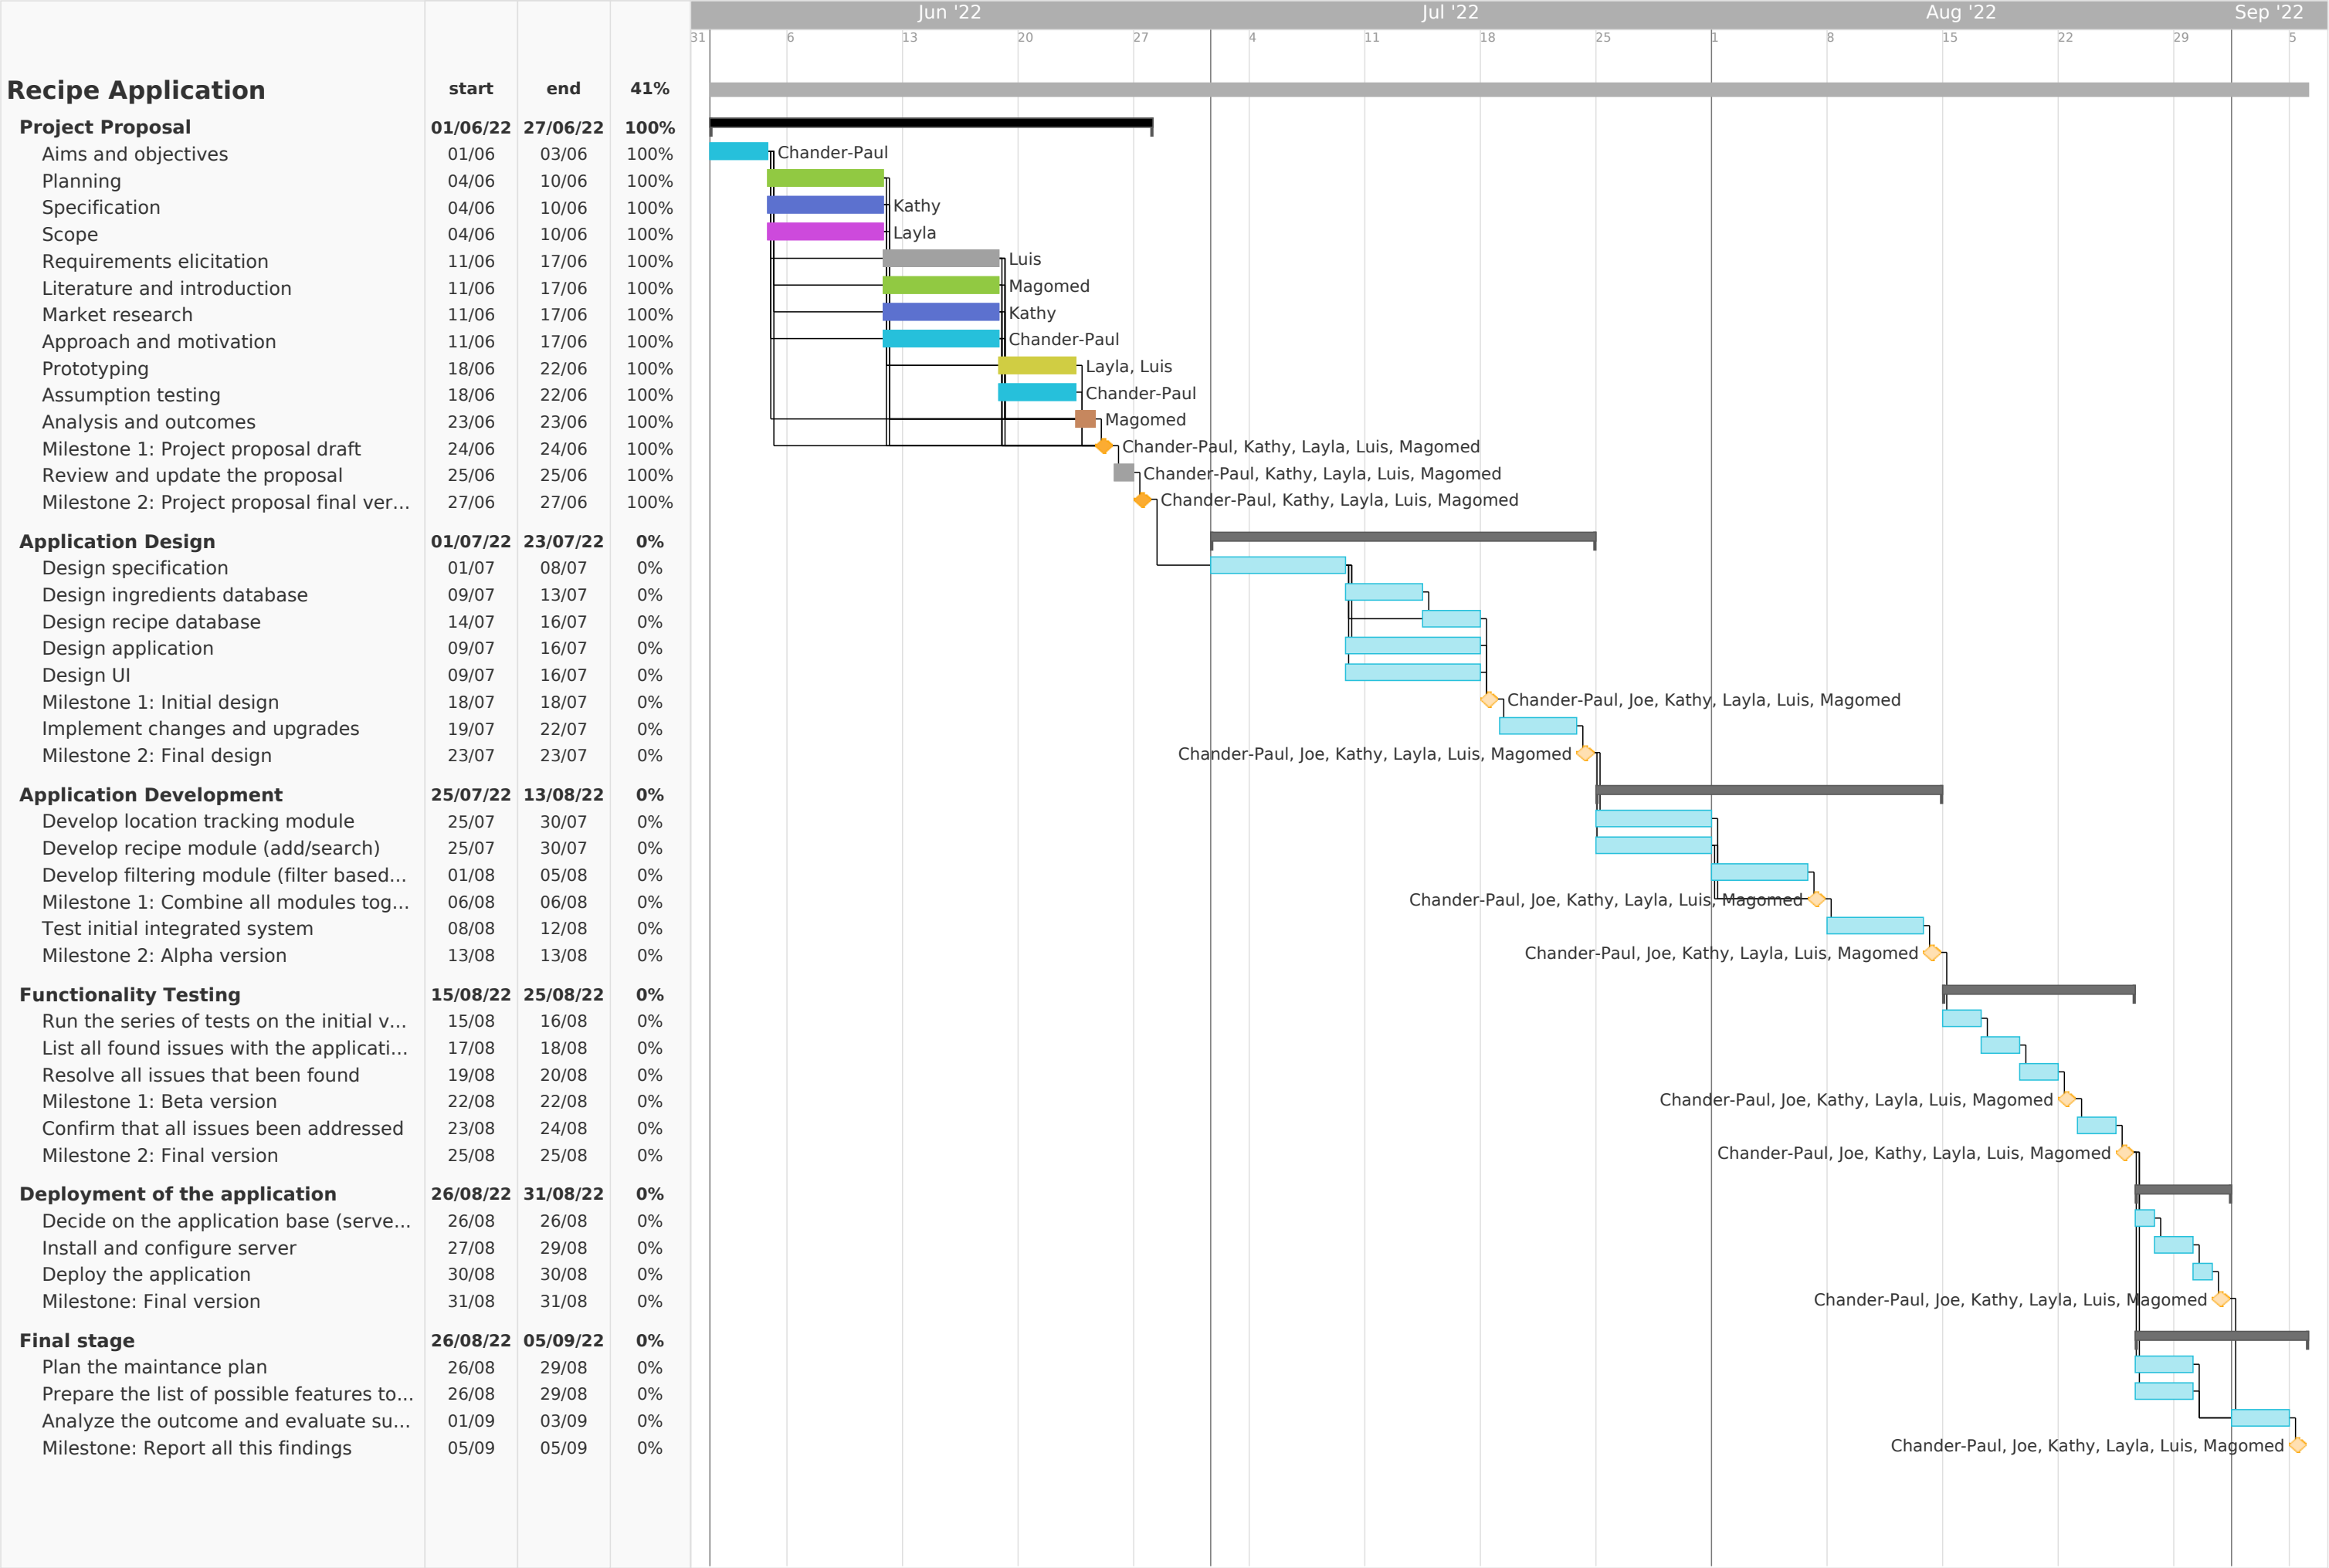 Jun '22 Jul '22 Aug '22 Sep '22
31 6 13 20 27 4 11 18 25 1 8 15 22 29 5
Recipe Application start end 41%
Project Proposal 01/06/22 27/06/22 100%
Aims and objectives 01/06 03/06 100% Chander-Paul
Planning 04/06 10/06 100%
Specification 04/06 10/06 100% Kathy
Scope 04/06 10/06 100% Layla
Requirements elicitation 11/06 17/06 100% Luis
Literature and introduction 11/06 17/06 100% Magomed
Market research 11/06 17/06 100% Kathy
Approach and motivation 11/06 17/06 100% Chander-Paul
Prototyping 18/06 22/06 100% Layla, Luis
Assumption testing 18/06 22/06 100% Chander-Paul
Analysis and outcomes 23/06 23/06 100% Magomed
Milestone 1: Project proposal draft 24/06 24/06 100% Chander-Paul, Kathy, Layla, Luis, Magomed
Review and update the proposal 25/06 25/06 100% Chander-Paul, Kathy, Layla, Luis, Magomed
Milestone 2: Project proposal final ver... 27/06 27/06 100% Chander-Paul, Kathy, Layla, Luis, Magomed
Application Design 01/07/22 23/07/22 0%
Design specification 01/07 08/07 0%
Design ingredients database 09/07 13/07 0%
Design recipe database 14/07 16/07 0%
Design application 09/07 16/07 0%
Design UI 09/07 16/07 0%
Milestone 1: Initial design 18/07 18/07 0% Chander-Paul, Joe, Kathy, Layla, Luis, Magomed
Implement changes and upgrades 19/07 22/07 0%
Milestone 2: Final design 23/07 23/07 0% Chander-Paul, Joe, Kathy, Layla, Luis, Magomed
Application Development 25/07/22 13/08/22 0%
Develop location tracking module 25/07 30/07 0%
Develop recipe module (add/search) 25/07 30/07 0%
Develop filtering module (filter based... 01/08 05/08 0%
Milestone 1: Combine all modules tog... 06/08 06/08 0% Chander-Paul, Joe, Kathy, Layla, Luis, Magomed
Test initial integrated system 08/08 12/08 0%
Milestone 2: Alpha version 13/08 13/08 0% Chander-Paul, Joe, Kathy, Layla, Luis, Magomed
Functionality Testing 15/08/22 25/08/22 0%
Run the series of tests on the initial v... 15/08 16/08 0%
List all found issues with the applicati... 17/08 18/08 0%
Resolve all issues that been found 19/08 20/08 0%
Milestone 1: Beta version 22/08 22/08 0% Chander-Paul, Joe, Kathy, Layla, Luis, Magomed
Confirm that all issues been addressed 23/08 24/08 0%
Milestone 2: Final version 25/08 25/08 0% Chander-Paul, Joe, Kathy, Layla, Luis, Magomed
Deployment of the application 26/08/22 31/08/22 0%
Decide on the application base (serve... 26/08 26/08 0%
Install and configure server 27/08 29/08 0%
Deploy the application 30/08 30/08 0%
Milestone: Final version 31/08 31/08 0% Chander-Paul, Joe, Kathy, Layla, Luis, Magomed
Final stage 26/08/22 05/09/22 0%
Plan the maintance plan 26/08 29/08 0%
Prepare the list of possible features to... 26/08 29/08 0%
Analyze the outcome and evaluate su... 01/09 03/09 0%
Milestone: Report all this findings 05/09 05/09 0% Chander-Paul, Joe, Kathy, Layla, Luis, Magomed